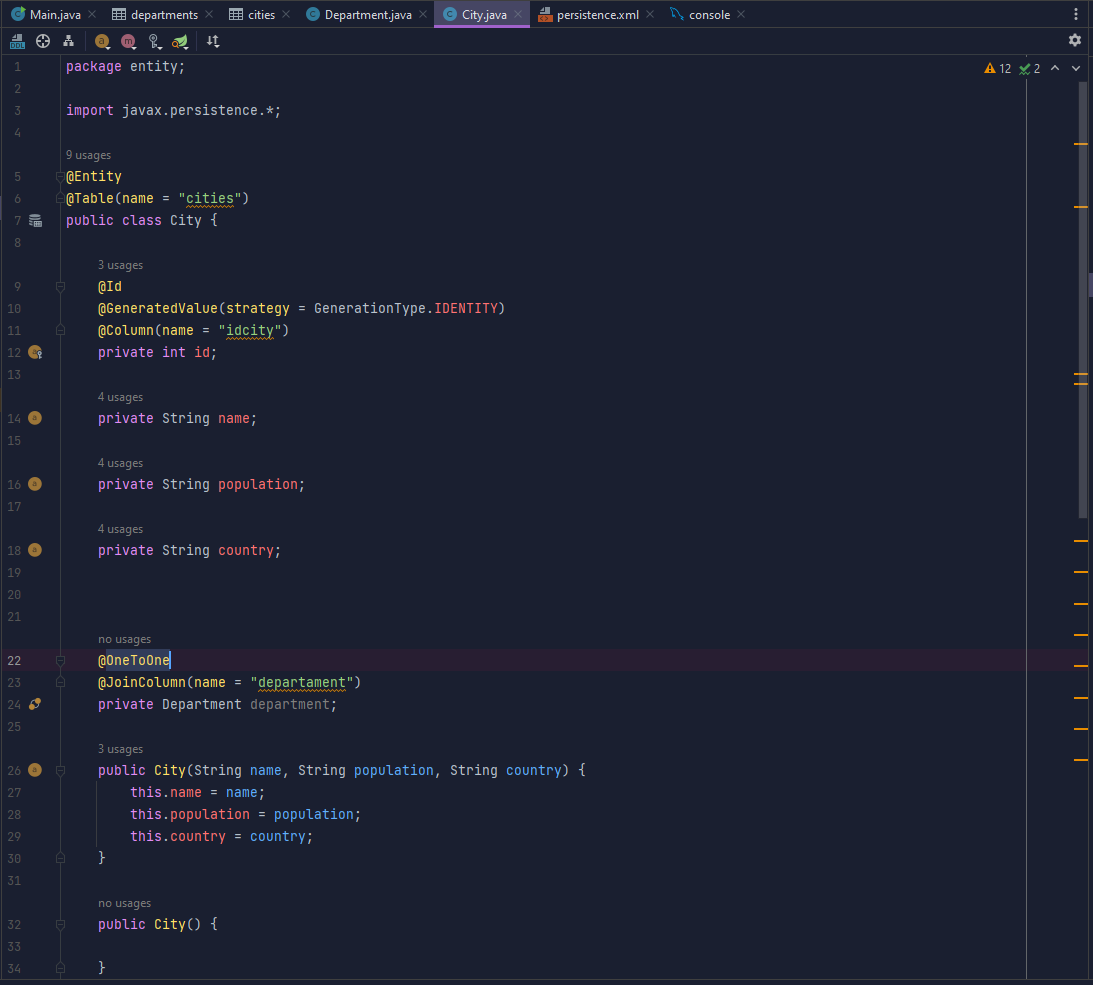 Main.java departments cities Department.java City.java persistence.xml console
12 2
1 package entity;
2
3 import javax.persistence.*;
4
9 usages
5 @Entity
6 @Table(name = "cities")
7 public class City {
8
3 usages
9 @Id
10 @GeneratedValue(strategy = GenerationType.IDENTITY)
11 @Column(name = "idcity")
12 private int id;
13
4 usages
14 private String name;
15
4 usages
16 private String population;
17
4 usages
18 private String country;
19
20
21
no usages
22 @OneToOne
23 @JoinColumn(name = "departament")
24 private Department department;
25
3 usages
26 public City(String name, String population, String country) {
27 this.name = name;
28 this.population = population;
29 this.country = country;
30 }
31
no usages
32 public City() {
33
34 }